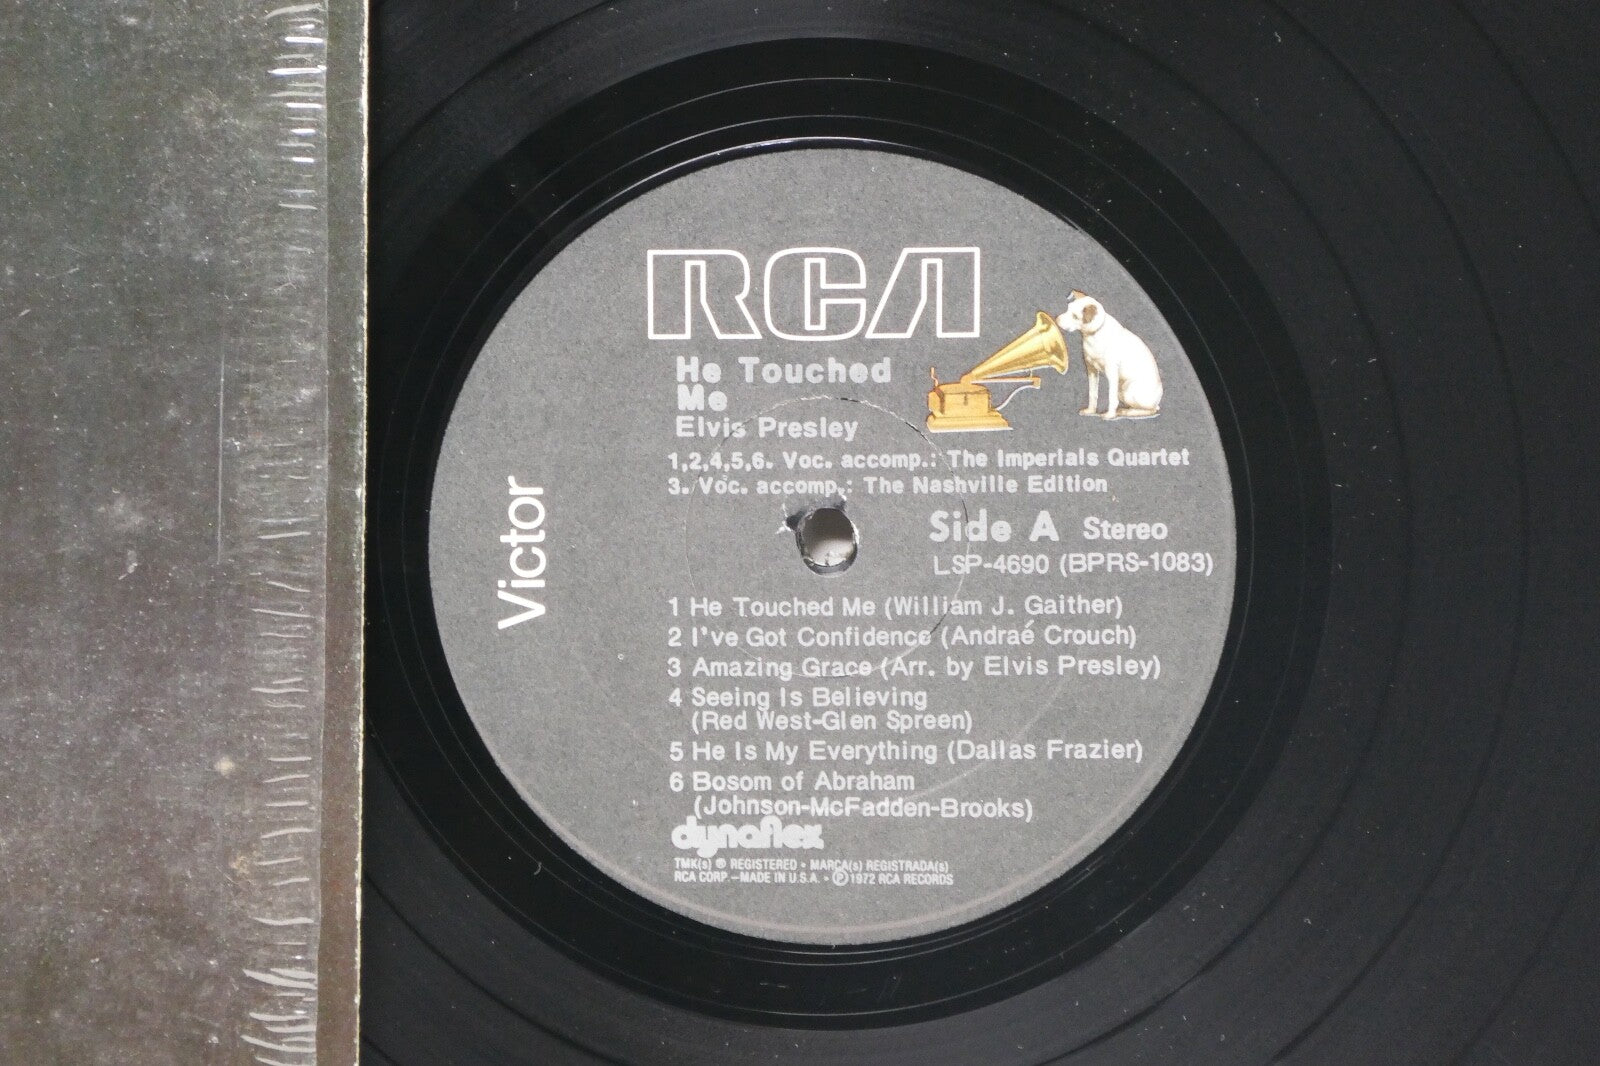 RCA
He Touched
Me
Elvis Presley
1,2,4,5,6. Voc. accomp.: The Imperials Quartet
3. Voc. accomp.: The Nashville Edition
Victor
Side A Stereo
LSP-4690 (BPRS-1083)
1 He Touched Me (William J. Gaither)
2 I've Got Confidence (Andraé Crouch)
3 Amazing Grace (Arr. by Elvis Presley)
4 Seeing Is Believing
(Red West-Glen Spreen)
5 He Is My Everything (Dallas Frazier)
6 Bosom of Abraham
(Johnson-McFadden-Brooks)
dynaflex
TMK(s) ® REGISTERED • MARCA(s) REGISTRADA(s)
RCA CORP.—MADE IN U.S.A. • ℗ 1972 RCA RECORDS